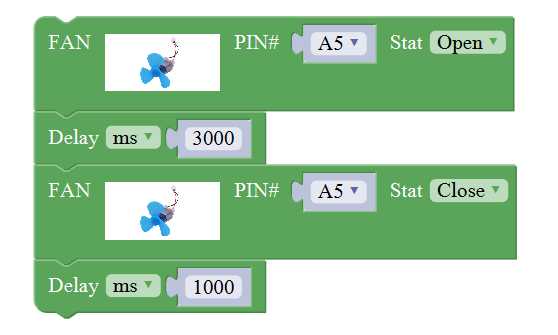 FAN PIN# A5 Stat Open
Delay ms 3000
FAN PIN# A5 Stat Close
Delay ms 1000